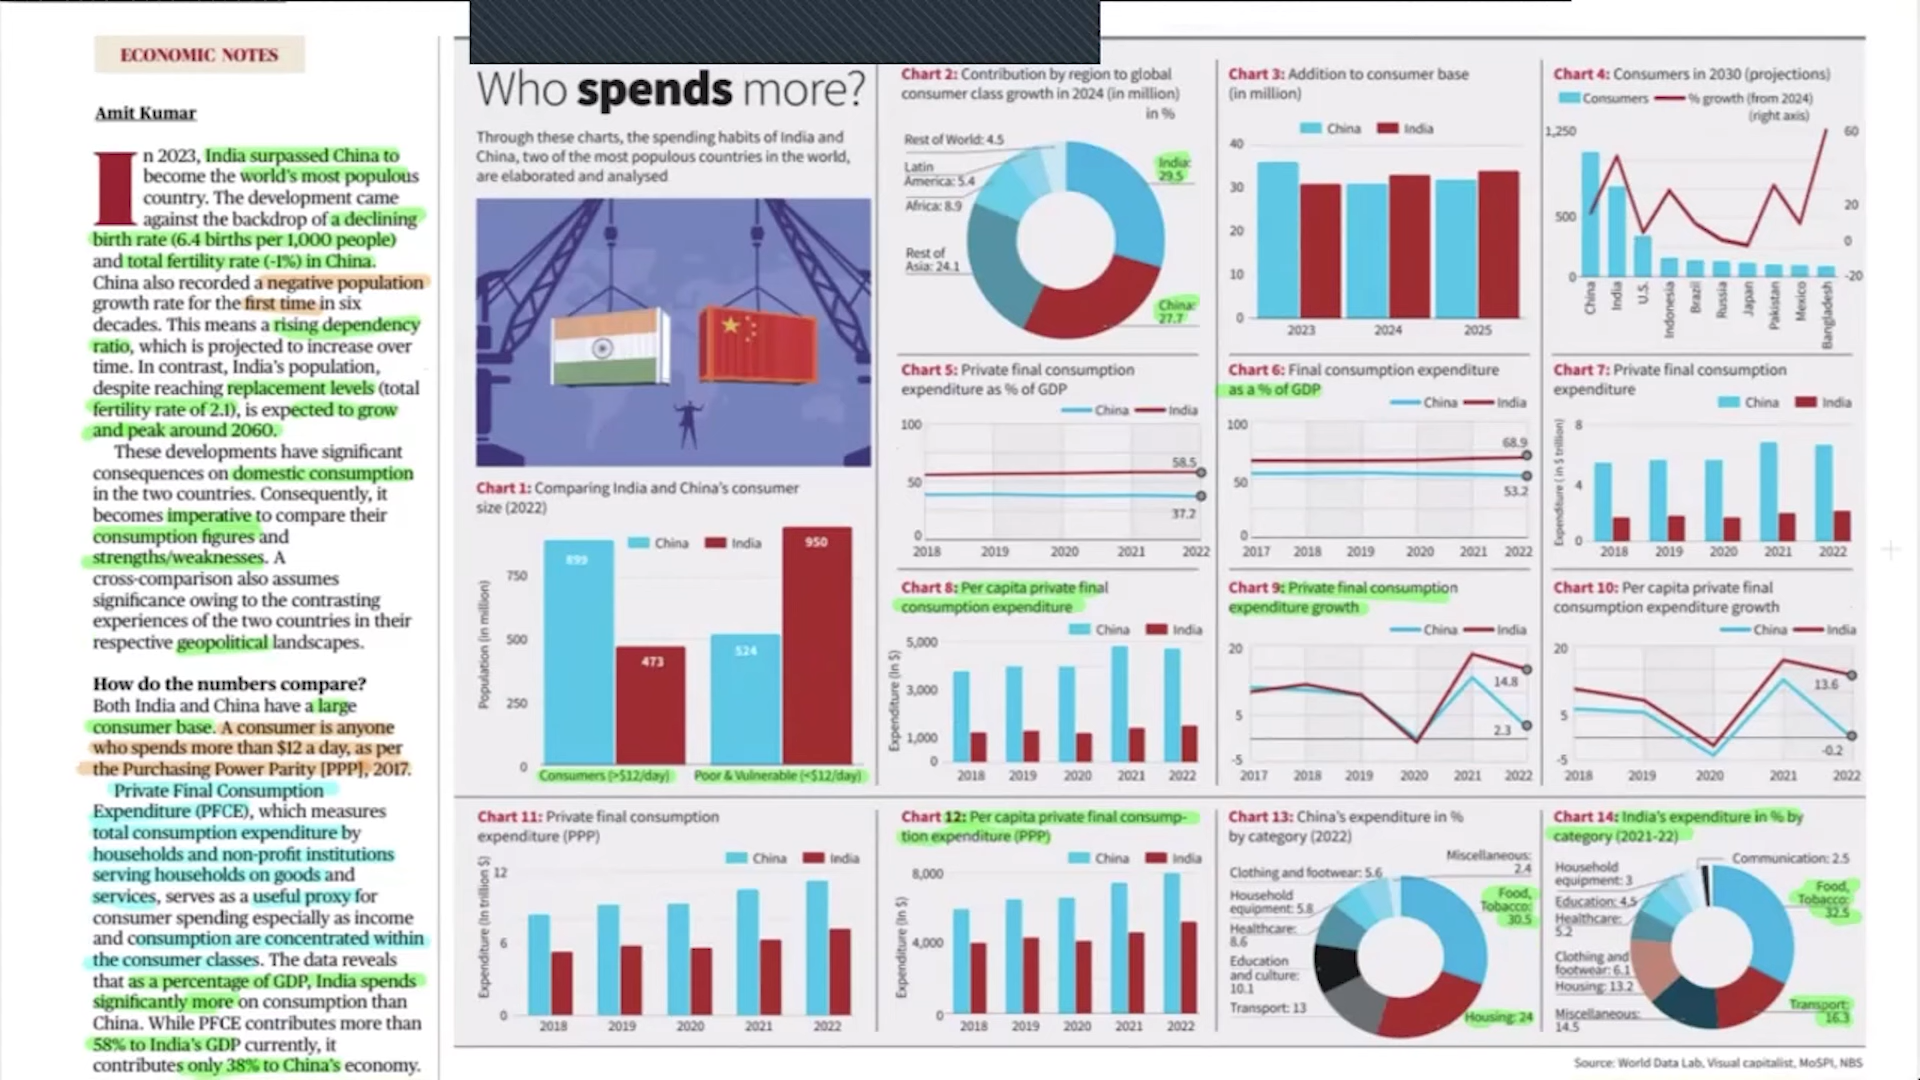 ECONOMIC NOTES
Amit Kumar
In 2023, India surpassed China to
become the world's most populous
country. The development came
against the backdrop of a declining
birth rate (6.4 births per 1,000 people)
and total fertility rate (-1%) in China.
China also recorded a negative population
growth rate for the first time in six
decades. This means a rising dependency
ratio, which is projected to increase over
time. In contrast, India's population,
despite reaching replacement levels (total
fertility rate of 2.1), is expected to grow
and peak around 2060.
These developments have significant
consequences on domestic consumption
in the two countries. Consequently, it
becomes imperative to compare their
consumption figures and
strengths/weaknesses. A
cross-comparison also assumes
significance owing to the contrasting
experiences of the two countries in their
respective geopolitical landscapes.
How do the numbers compare?
Both India and China have a large
consumer base. A consumer is anyone
who spends more than $12 a day, as per
the Purchasing Power Parity [PPP], 2017.
Private Final Consumption
Expenditure (PFCE), which measures
total consumption expenditure by
households and non-profit institutions
serving households on goods and
services, serves as a useful proxy for
consumer spending especially as income
and consumption are concentrated within
the consumer classes. The data reveals
that as a percentage of GDP, India spends
significantly more on consumption than
China. While PFCE contributes more than
58% to India's GDP currently, it
contributes only 38% to China's economy.
Who spends more?
Through these charts, the spending habits of India and
China, two of the most populous countries in the world,
are elaborated and analysed
Chart 1: Comparing India and China's consumer
size (2022)
China India
Population (in million)
750
500
250
0
899
473
524
950
Consumers (>$12/day) Poor & Vulnerable (<$12/day)
Chart 2: Contribution by region to global
consumer class growth in 2024 (in million)
in %
Rest of World: 4.5
Latin
America: 5.4
Africa: 8.9
Rest of
Asia: 24.1
India:
29.5
China:
27.7
Chart 3: Addition to consumer base
(in million)
China India
40
30
20
10
0
2023 2024 2025
Chart 4: Consumers in 2030 (projections)
Consumers % growth (from 2024)
(right axis)
1,250
500
0
60
20
0
-20
China
India
U.S.
Indonesia
Brazil
Russia
Japan
Pakistan
Mexico
Bangladesh
Chart 5: Private final consumption
expenditure as % of GDP
China India
100
50
0
58.5
37.2
2018 2019 2020 2021 2022
Chart 6: Final consumption expenditure
as a % of GDP
China India
100
50
0
68.9
53.2
2017 2018 2019 2020 2021 2022
Chart 7: Private final consumption
expenditure
China India
Expenditure (in $ trillion)
8
4
0
2018 2019 2020 2021 2022
Chart 8: Per capita private final
consumption expenditure
China India
Expenditure (In $)
5,000
3,000
1,000
0
2018 2019 2020 2021 2022
Chart 9: Private final consumption
expenditure growth
China India
20
5
-5
14.8
2.3
2017 2018 2019 2020 2021 2022
Chart 10: Per capita private final
consumption expenditure growth
China India
20
5
-5
13.6
-0.2
2018 2019 2020 2021 2022
Chart 11: Private final consumption
expenditure (PPP)
China India
Expenditure (In trillion $)
12
6
0
2018 2019 2020 2021 2022
Chart 12: Per capita private final consump-
tion expenditure (PPP)
China India
Expenditure (In $)
8,000
4,000
0
2018 2019 2020 2021 2022
Chart 13: China's expenditure in %
by category (2022)
Miscellaneous:
2.4
Clothing and footwear: 5.6
Household
equipment: 5.8
Healthcare:
8.6
Education
and culture:
10.1
Transport: 13
Food,
Tobacco:
30.5
Housing: 24
Chart 14: India's expenditure in % by
category (2021-22)
Communication: 2.5
Household
equipment: 3
Education: 4.5
Healthcare:
5.2
Clothing and
footwear: 6.1
Housing: 13.2
Miscellaneous:
14.5
Food,
Tobacco:
32.5
Transport:
16.3
Source: World Data Lab, Visual capitalist, MoSPI, NBS